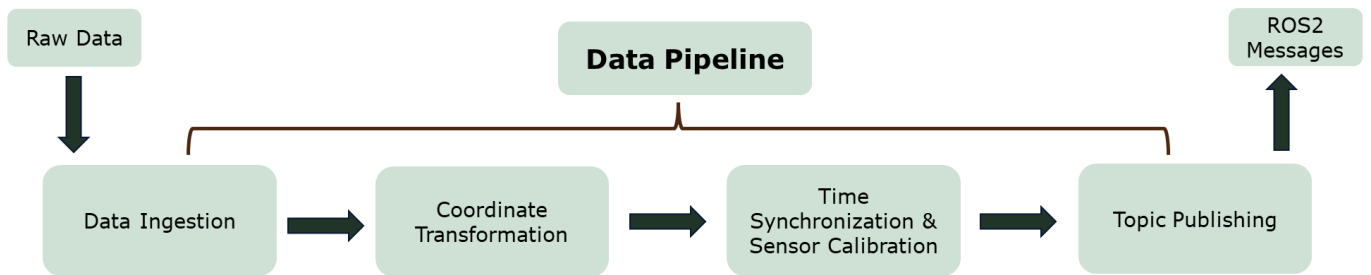 Raw Data
Data Pipeline
ROS2
Messages
Data Ingestion
Coordinate
Transformation
Time
Synchronization &
Sensor Calibration
Topic Publishing